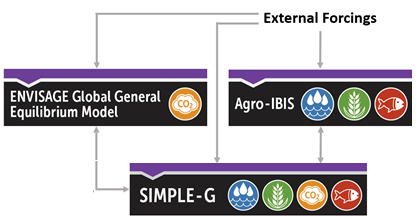 External Forcings
ENVISAGE Global General
Equilibrium Model
CO₂
Agro-IBIS
SIMPLE-G
CO₂